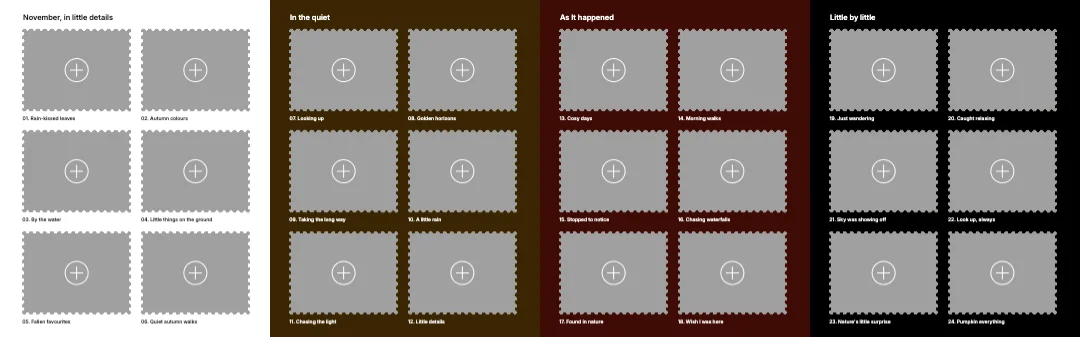 November, in little details
01. Rain-kissed leaves
02. Autumn colours
03. By the water
04. Little things on the ground
05. Fallen favourites
06. Quiet autumn walks
In the quiet
07. Looking up
08. Golden horizons
09. Taking the long way
10. A little rain
11. Chasing the light
12. Little details
As it happened
13. Cosy days
14. Morning walks
15. Stopped to notice
16. Chasing waterfalls
17. Found in nature
18. Wish I was here
Little by little
19. Just wandering
20. Caught relaxing
21. Sky was showing off
22. Look up, always
23. Nature's little surprise
24. Pumpkin everything